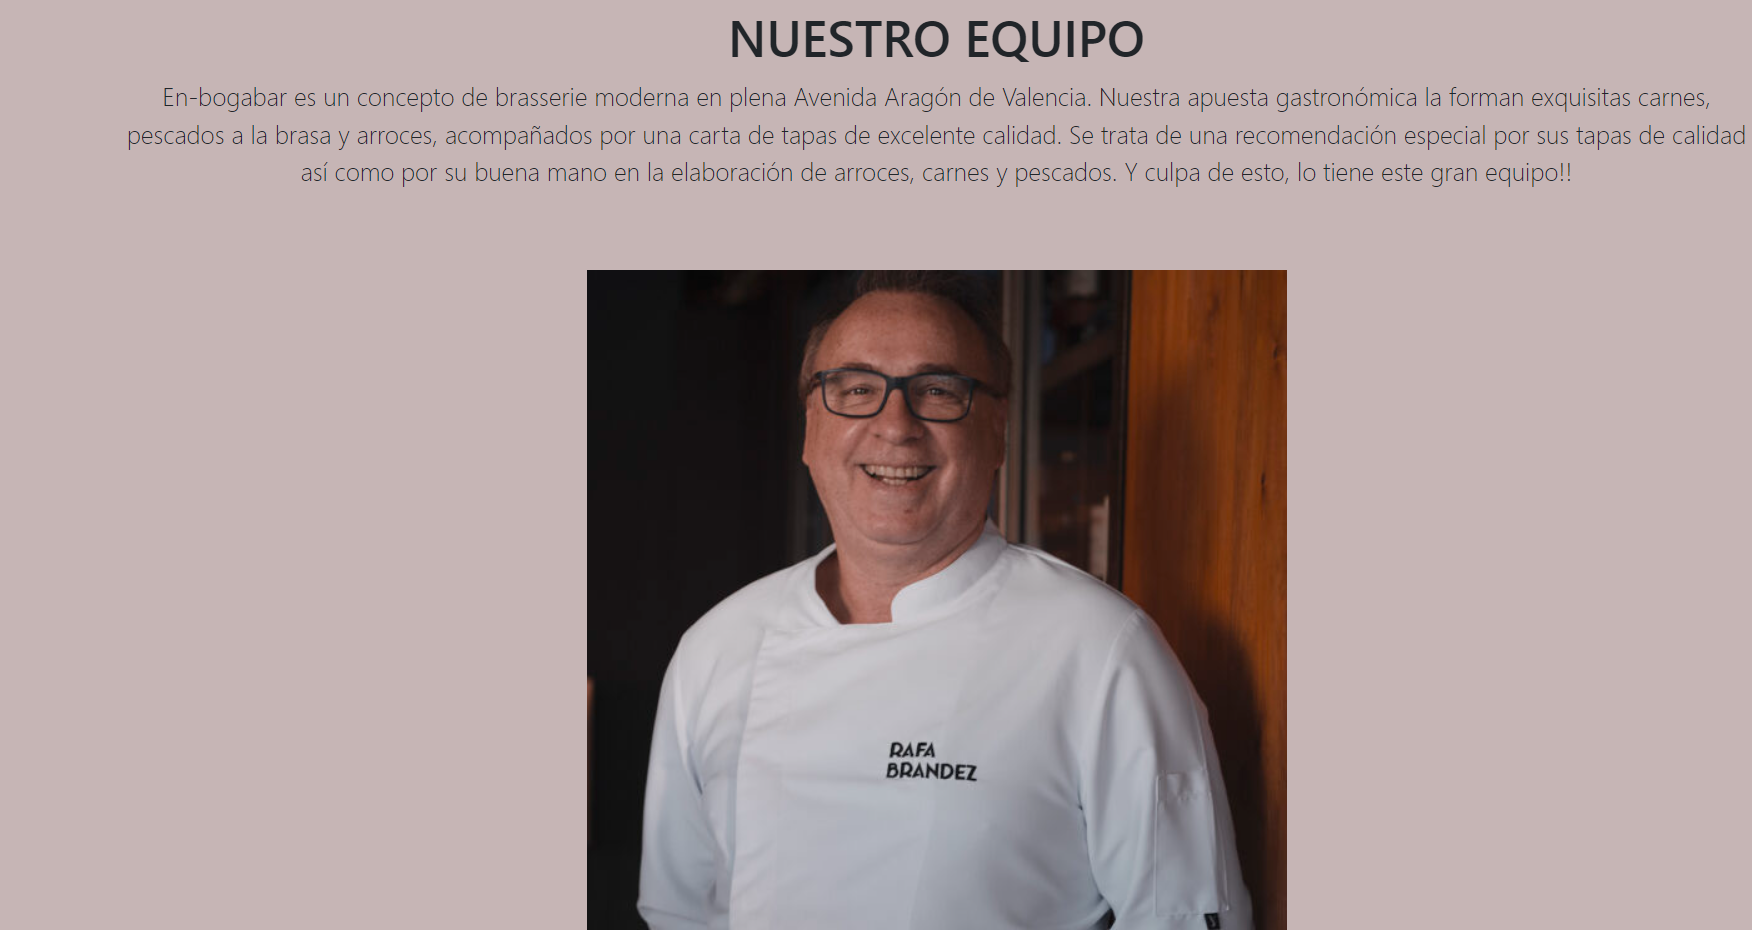 NUESTRO EQUIPO
En-bogabar es un concepto de brasserie moderna en plena Avenida Aragón de Valencia. Nuestra apuesta gastronómica la forman exquisitas carnes,
pescados a la brasa y arroces, acompañados por una carta de tapas de excelente calidad. Se trata de una recomendación especial por sus tapas de calidad
así como por su buena mano en la elaboración de arroces, carnes y pescados. Y culpa de esto, lo tiene este gran equipo!!
RAFA
BRANDEZ